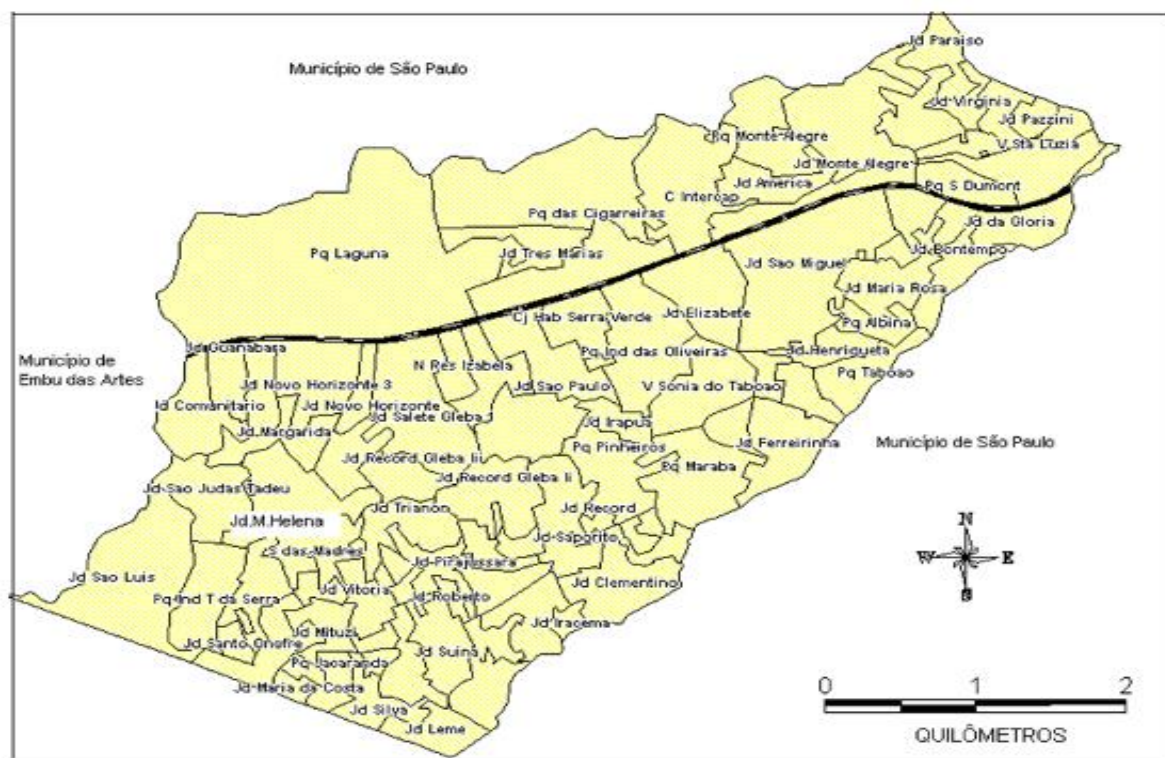 Jd Paraiso
Município de São Paulo
Jd Virginia
Jd Pazzini
Pq Monte Alegre
V Sta Luzia
Jd Monte Alegre
Jd America
Pq S Dumont
C Intercap
Pq das Cigarreiras
Jd da Gloria
Pq Laguna
Jd Tres Marias
Jd Bontempo
Jd Sao Miguel
Jd Maria Rosa
Cj Hab Serra Verde
Jd Elizabete
Pq Albina
Jd Guanabara
Município de
Embu das Artes
N Res Izabela
Pq Ind das Oliveiras
Jd Henriqueta
Pq Taboao
Jd Novo Horizonte 3
Jd Sao Paulo
V Sonia do Taboao
Jd Comunitario
Jd Novo Horizonte
Jd Salete Gleba I
Jd Irapua
Jd Margarida
Pq Pinheiros
Jd Ferreirinha
Município de São Paulo
Jd Record Gleba Iii
Pq Maraba
Jd Record Gleba Ii
Jd Sao Judas Tadeu
Jd Trianon
Jd Record
Jd.M.Helena
N
Jd Saporito
S das Madres
Jd Pirajussara
W
E
Jd Sao Luis
Jd Clementino
Jd Vitoria
Jd Roberto
S
Pq Ind T da Serra
Jd Iracema
Jd Mituzi
Jd Santo Onofre
Jd Suina
Pq Jacaranda
Jd Maria da Costa
0 1 2
Jd Silva
Jd Leme
QUILÔMETROS